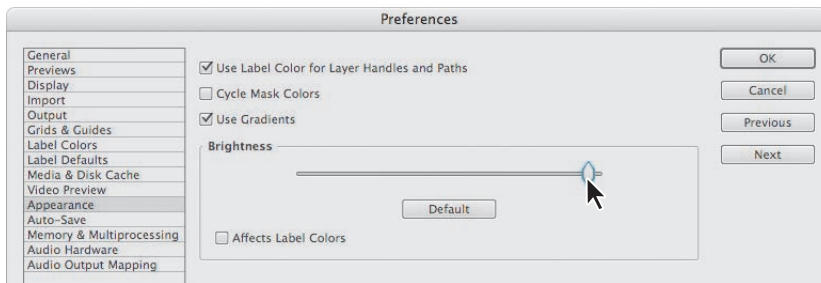 Preferences
General
Previews
Display
Import
Output
Grids & Guides
Label Colors
Label Defaults
Media & Disk Cache
Video Preview
Appearance
Auto-Save
Memory & Multiprocessing
Audio Hardware
Audio Output Mapping
Use Label Color for Layer Handles and Paths
Cycle Mask Colors
Use Gradients
Brightness
Default
Affects Label Colors
OK
Cancel
Previous
Next